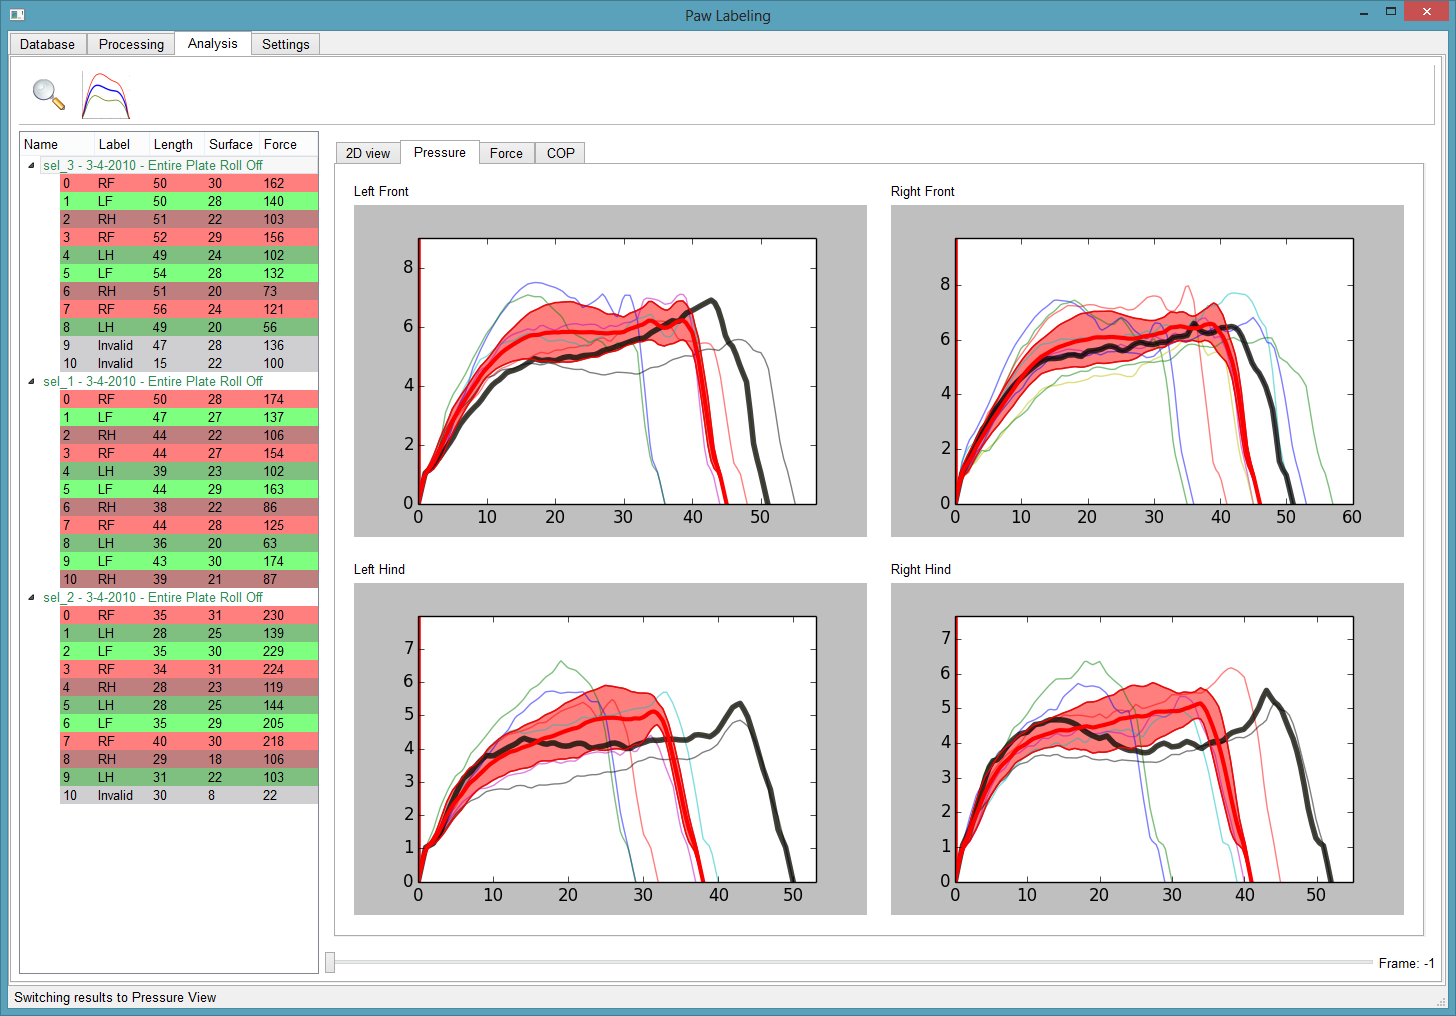 Paw Labeling
Database Processing Analysis Settings
Name Label Length Surface Force
sel_3 - 3-4-2010 - Entire Plate Roll Off
0 RF 50 30 162
1 LF 50 28 140
2 RH 51 22 103
3 RF 52 29 156
4 LH 49 24 102
5 LF 54 28 132
6 RH 51 20 73
7 RF 56 24 121
8 LH 49 20 56
9 Invalid 47 28 136
10 Invalid 15 22 100
sel_1 - 3-4-2010 - Entire Plate Roll Off
0 RF 50 28 174
1 LF 47 27 137
2 RH 44 22 106
3 RF 44 27 154
4 LH 39 23 102
5 LF 44 29 163
6 RH 38 22 86
7 RF 44 28 125
8 LH 36 20 63
9 LF 43 30 174
10 RH 39 21 87
sel_2 - 3-4-2010 - Entire Plate Roll Off
0 RF 35 31 230
1 LH 28 25 139
2 LF 35 30 229
3 RF 34 31 224
4 RH 28 23 119
5 LH 28 25 144
6 LF 35 29 205
7 RF 40 30 218
8 RH 29 18 106
9 LH 31 22 103
10 Invalid 30 8 22
2D view Pressure Force COP
Left Front
8
6
4
2
0
0 10 20 30 40 50
Right Front
8
6
4
2
0
0 10 20 30 40 50 60
Left Hind
7
6
5
4
3
2
1
0
0 10 20 30 40 50
Right Hind
7
6
5
4
3
2
1
0
0 10 20 30 40 50
Frame: -1
Switching results to Pressure View